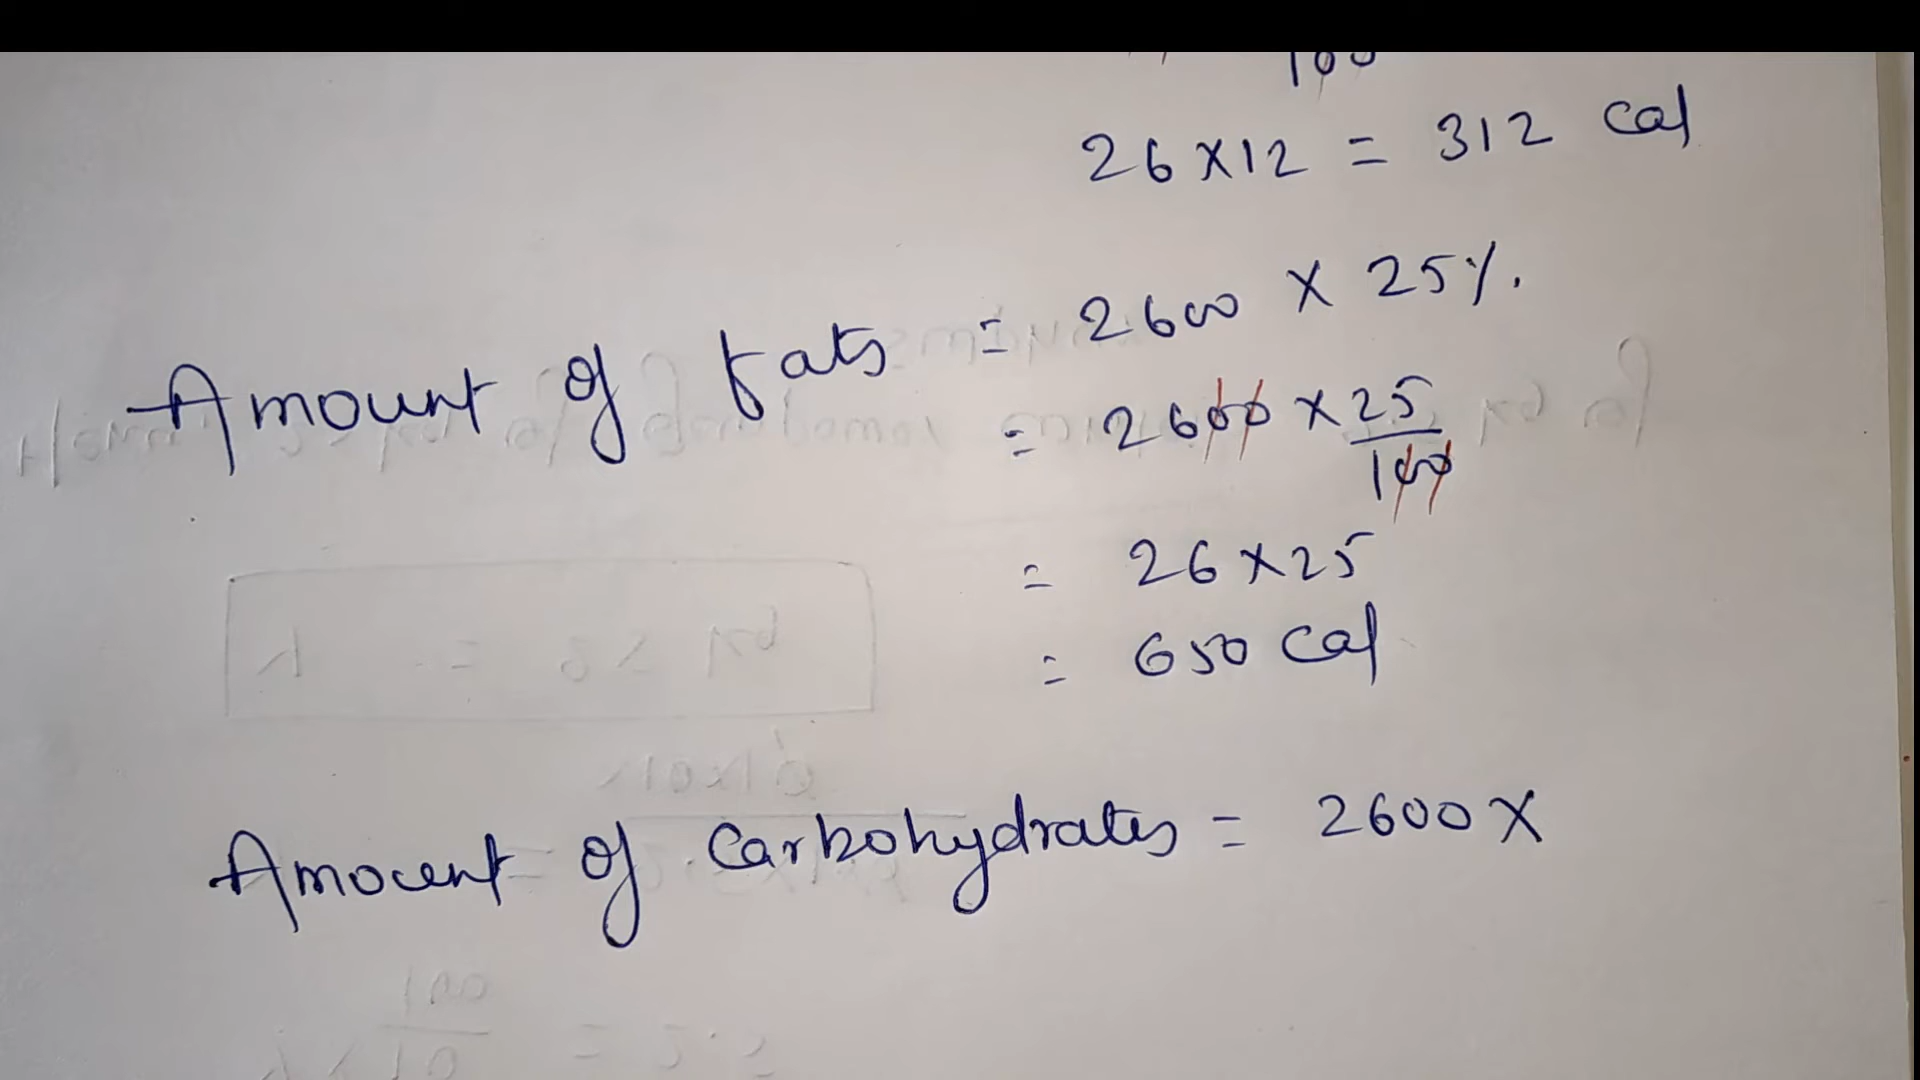 100
26 × 12 = 312 Cal
Amount of fats = 2600 × 25%.
= 2600 × 25/100
= 26 × 25
= 650 Cal
Amount of Carbohydrates = 2600 ×